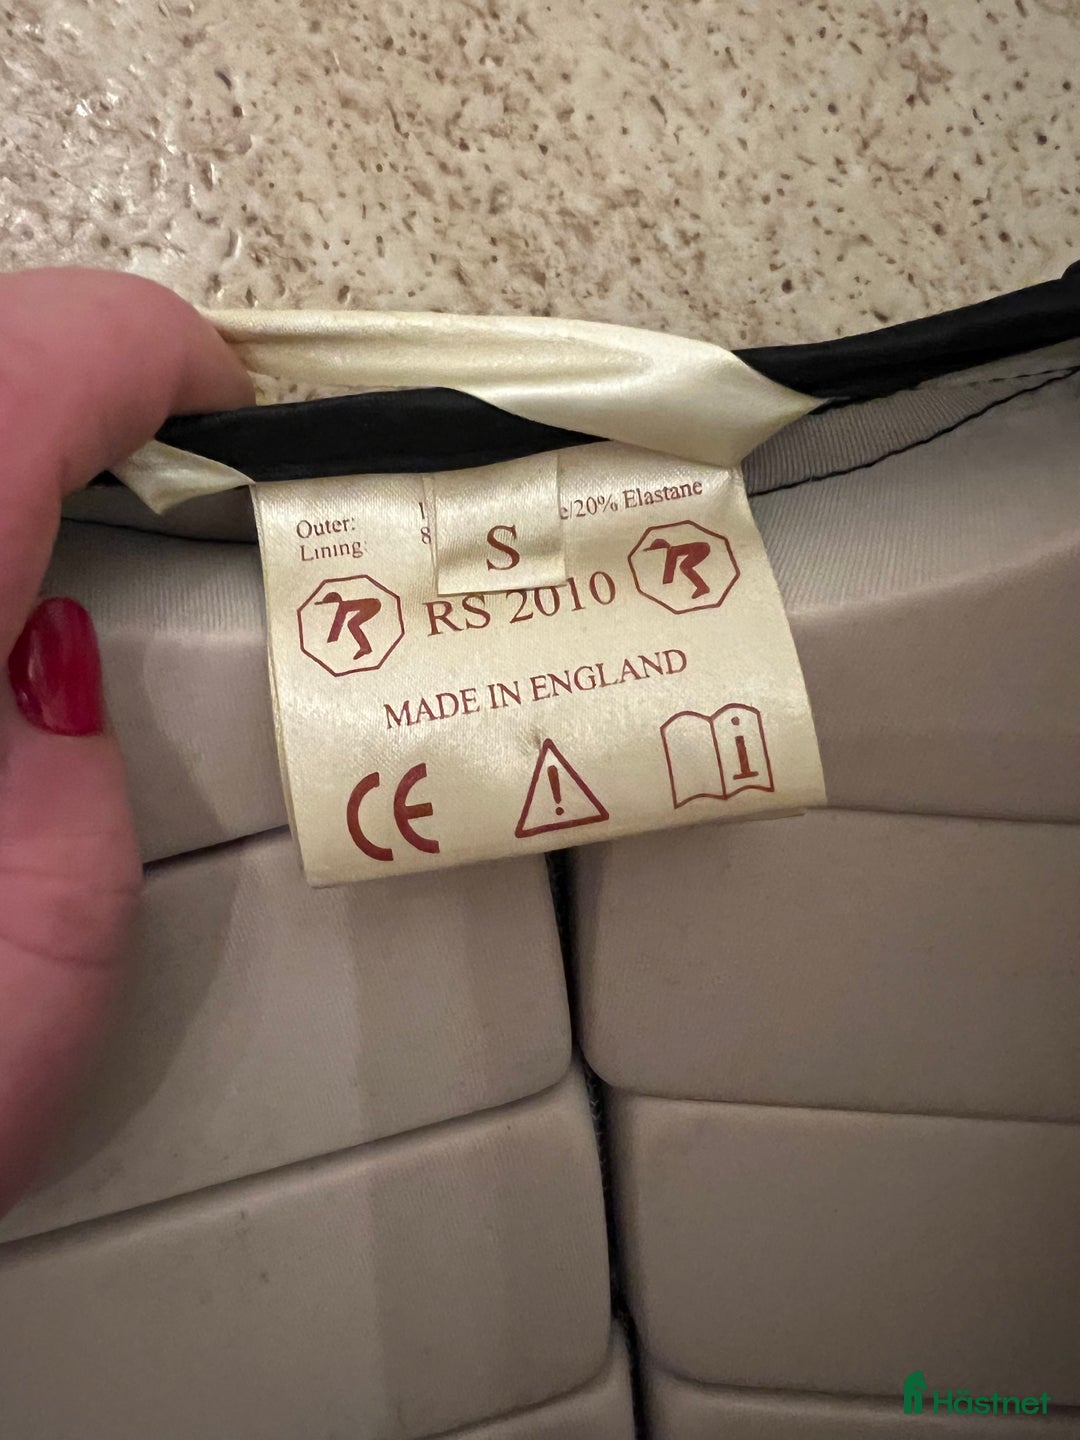 Outer:
20% Elastane
Lining:
S
RS 2010
MADE IN ENGLAND
CE
Hästnet